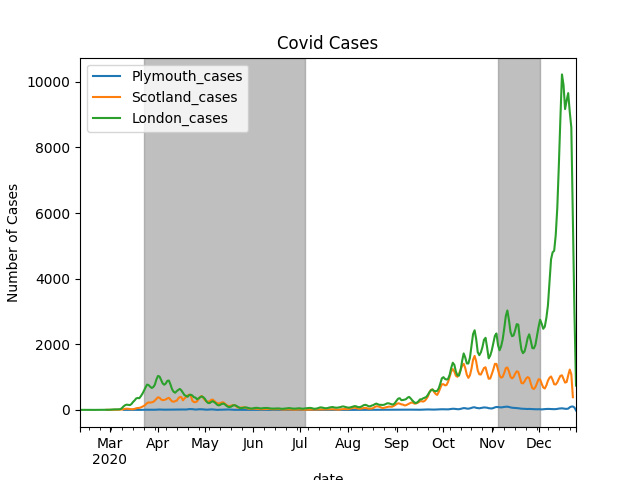 Covid Cases
Plymouth_cases
Scotland_cases
London_cases
Number of Cases
10000
8000
6000
4000
2000
0
Mar Apr May Jun Jul Aug Sep Oct Nov Dec
2020
date